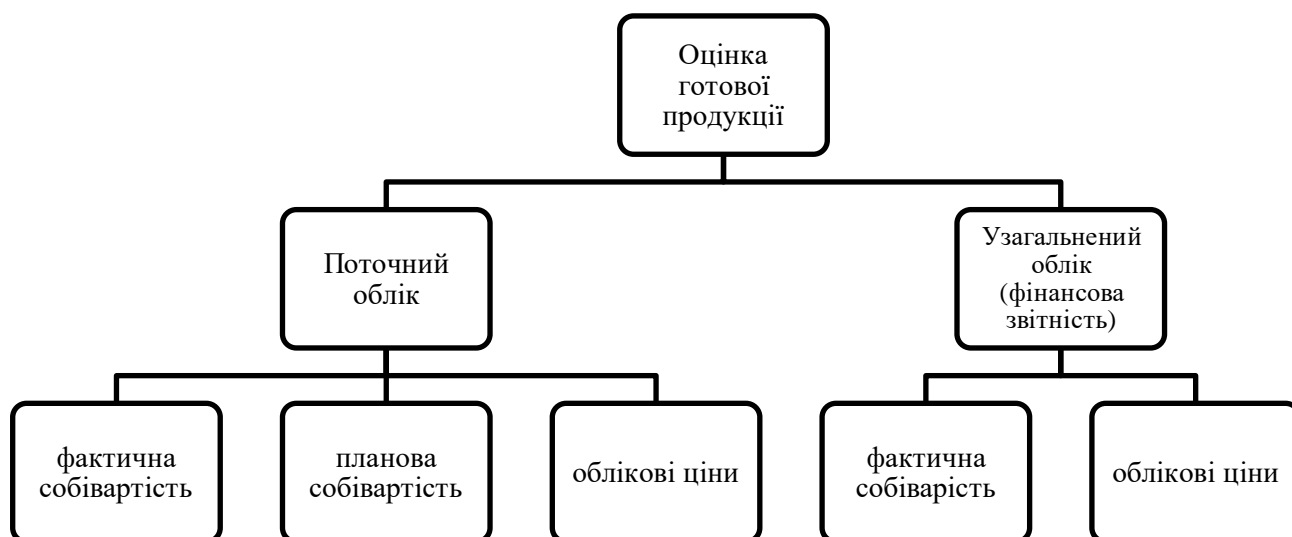 Оцінка
готової
продукції
Поточний
облік
Узагальнений
облік
(фінансова
звітність)
фактична
собівартість
планова
собівартість
облікові ціни
фактична
собіварість
облікові ціни